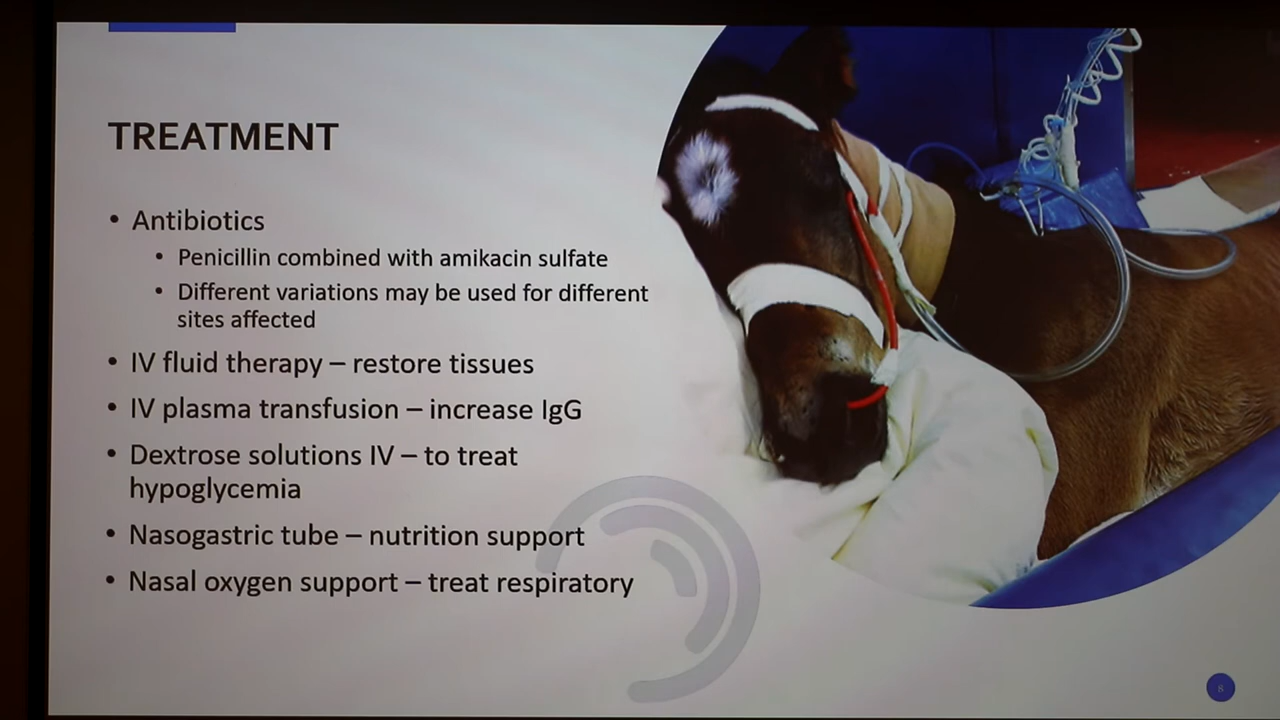 TREATMENT
• Antibiotics
• Penicillin combined with amikacin sulfate
• Different variations may be used for different
sites affected
• IV fluid therapy – restore tissues
• IV plasma transfusion – increase IgG
• Dextrose solutions IV – to treat
hypoglycemia
• Nasogastric tube – nutrition support
• Nasal oxygen support – treat respiratory
8